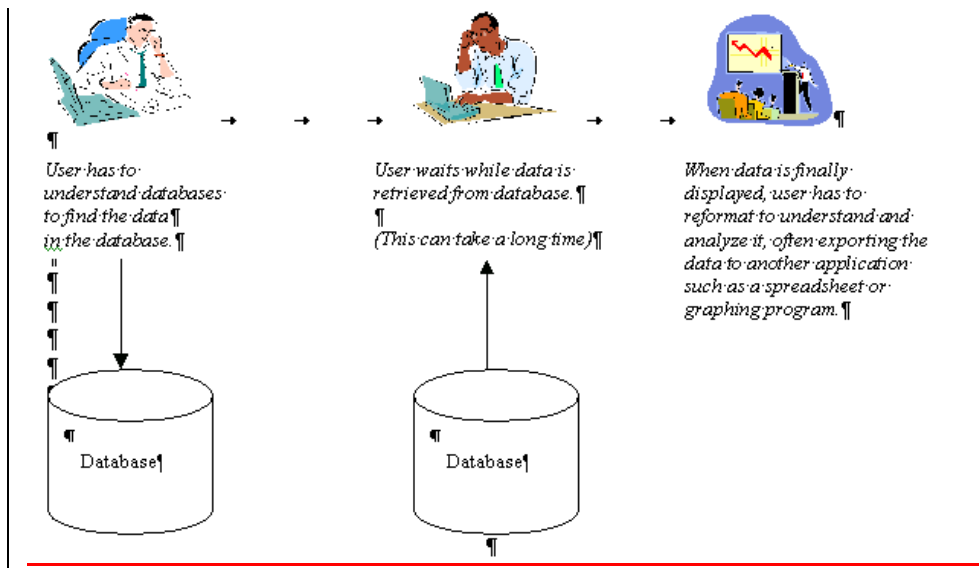 User has to
understand databases
to find the data¶
in the database.¶
User waits while data is
retrieved from database.¶
¶
(This can take a long time)¶
When data is finally
displayed, user has to
reformat to understand and
analyze it, often exporting the
data to another application
such as a spreadsheet or
graphing program.¶
Database¶
Database¶